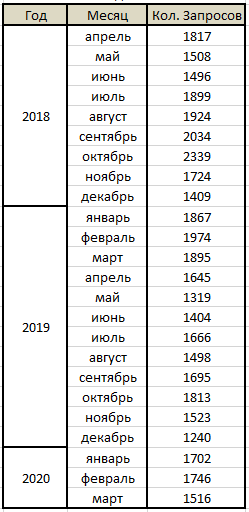 Год Месяц Кол. Запросов
апрель 1817
май 1508
июнь 1496
июль 1899
2018 август 1924
сентябрь 2034
октябрь 2339
ноябрь 1724
декабрь 1409
январь 1867
февраль 1974
март 1895
апрель 1645
май 1319
2019 июнь 1404
июль 1666
август 1498
сентябрь 1695
октябрь 1813
ноябрь 1523
декабрь 1240
январь 1702
2020 февраль 1746
март 1516